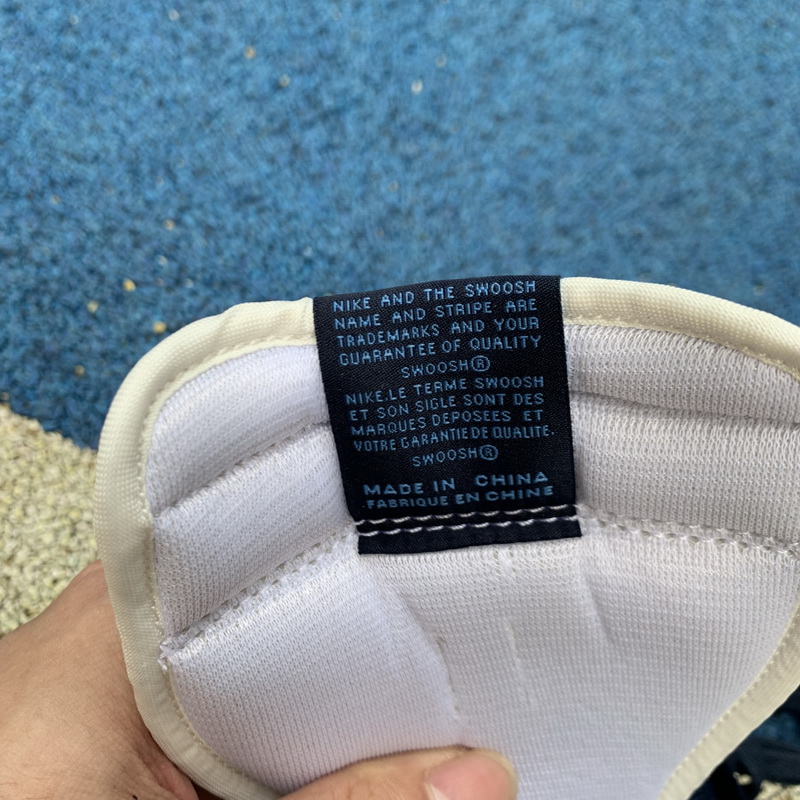 NIKE AND THE SWOOSH
NAME AND STRIPE ARE
TRADEMARKS AND YOUR
GUARANTEE OF QUALITY
SWOOSH®
NIKE.LE TERME SWOOSH
ET SON SIGLE SONT DES
MARQUES DEPOSEES ET
VOTRE GARANTIE DE QUALITE.
SWOOSH®
MADE IN CHINA
FABRIQUE EN CHINE